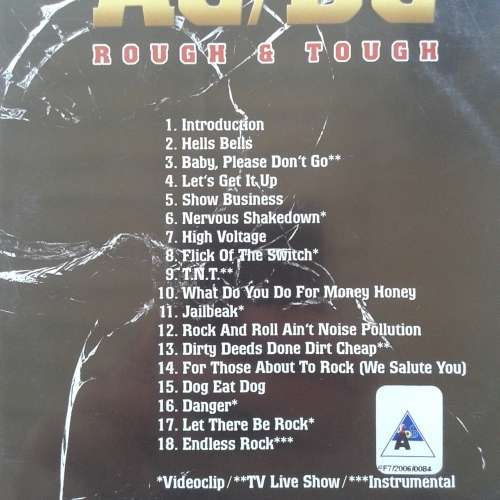 AC/DC
ROUGH & TOUGH
1. Introduction
2. Hells Bells
3. Baby, Please Don't Go**
4. Let's Get It Up
5. Show Business
6. Nervous Shakedown*
7. High Voltage
8. Flick Of The Switch*
9. T.N.T.**
10. What Do You Do For Money Honey
11. Jailbeak*
12. Rock And Roll Ain't Noise Pollution
13. Dirty Deeds Done Dirt Cheap**
14. For Those About To Rock (We Salute You)
15. Dog Eat Dog
16. Danger*
17. Let There Be Rock*
18. Endless Rock***
*Videoclip/**TV Live Show/***Instrumental